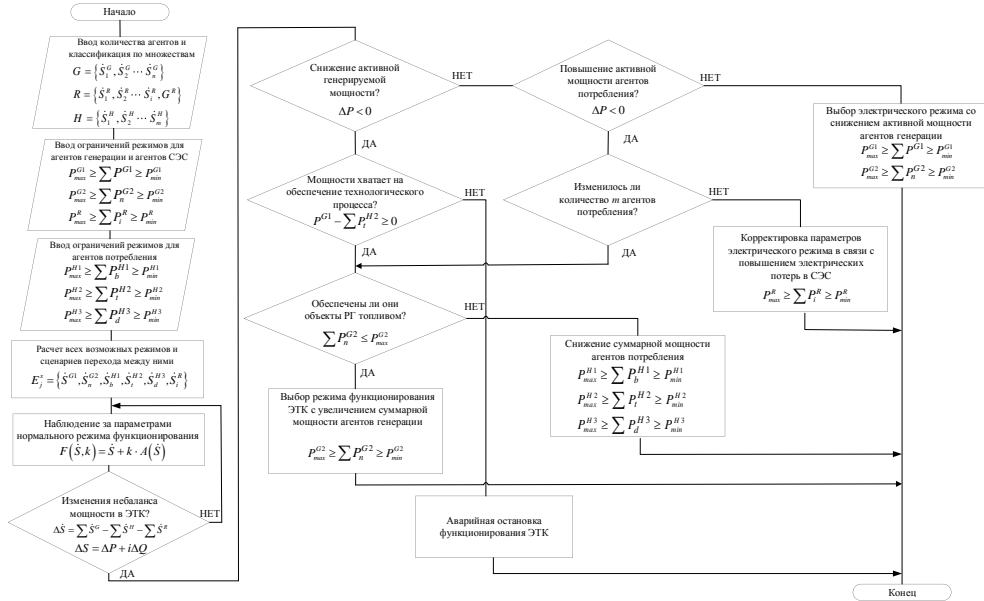 Начало
Ввод количества агентов и
классификация по множествам
G = {Ṡ₁ᴳ, Ṡ₂ᴳ ⋯ Ṡₙᴳ}
R = {Ṡ₁ᴿ, Ṡ₂ᴿ ⋯ Ṡᵢᴿ, Gᴿ}
H = {Ṡ₁ᴴ, Ṡ₂ᴴ ⋯ Ṡₘᴴ}
Ввод ограничений режимов для
агентов генерации и агентов СЭС
P_max^G1 ≥ ∑ P^G1 ≥ P_min^G1
P_max^G2 ≥ ∑ P_n^G2 ≥ P_min^G2
P_max^R ≥ ∑ P_i^R ≥ P_min^R
Ввод ограничений режимов для
агентов потребления
P_max^H1 ≥ ∑ P_b^H1 ≥ P_min^H1
P_max^H2 ≥ ∑ P_t^H2 ≥ P_min^H2
P_max^H3 ≥ ∑ P_d^H3 ≥ P_min^H3
Расчет всех возможных режимов и
сценариев перехода между ними
E_j^x = {Ṡ^G1, Ṡ_n^G2, Ṡ_b^H1, Ṡ_t^H2, Ṡ_d^H3, Ṡ_i^R}
Наблюдение за параметрами
нормального режима функционирования
F(Ṡ,k) = Ṡ + k · A(Ṡ)
Изменения небаланса
мощности в ЭТК?
ΔṠ = ∑ Ṡ^G − ∑ Ṡ^H − ∑ Ṡ^R
ΔS = ΔP + iΔQ
НЕТ
ДА
Снижение активной
генерируемой
мощности?
ΔP < 0
НЕТ
ДА
Мощности хватает на
обеспечение технологического
процесса?
P^G1 − ∑ P_t^H2 ≥ 0
НЕТ
ДА
Обеспечены ли они
объекты РГ топливом?
∑ P_n^G2 ≤ P_max^G2
НЕТ
ДА
Выбор режима функционирования
ЭТК с увеличением суммарной
мощности агентов генерации
P_max^G2 ≥ ∑ P_n^G2 ≥ P_min^G2
Аварийная остановка
функционирования ЭТК
Повышение активной
мощности агентов
потребления?
ΔP < 0
НЕТ
ДА
Изменилось ли
количество m агентов
потребления?
НЕТ
ДА
Снижение суммарной мощности
агентов потребления
P_max^H1 ≥ ∑ P_b^H1 ≥ P_min^H1
P_max^H2 ≥ ∑ P_t^H2 ≥ P_min^H2
P_max^H3 ≥ ∑ P_d^H3 ≥ P_min^H3
Корректировка параметров
электрического режима в связи с
повышением электрических
потерь в СЭС
P_max^R ≥ ∑ P_i^R ≥ P_min^R
Выбор электрического режима со
снижением активной мощности
агентов генерации
P_max^G1 ≥ ∑ P^G1 ≥ P_min^G1
P_max^G2 ≥ ∑ P_n^G2 ≥ P_min^G2
Конец